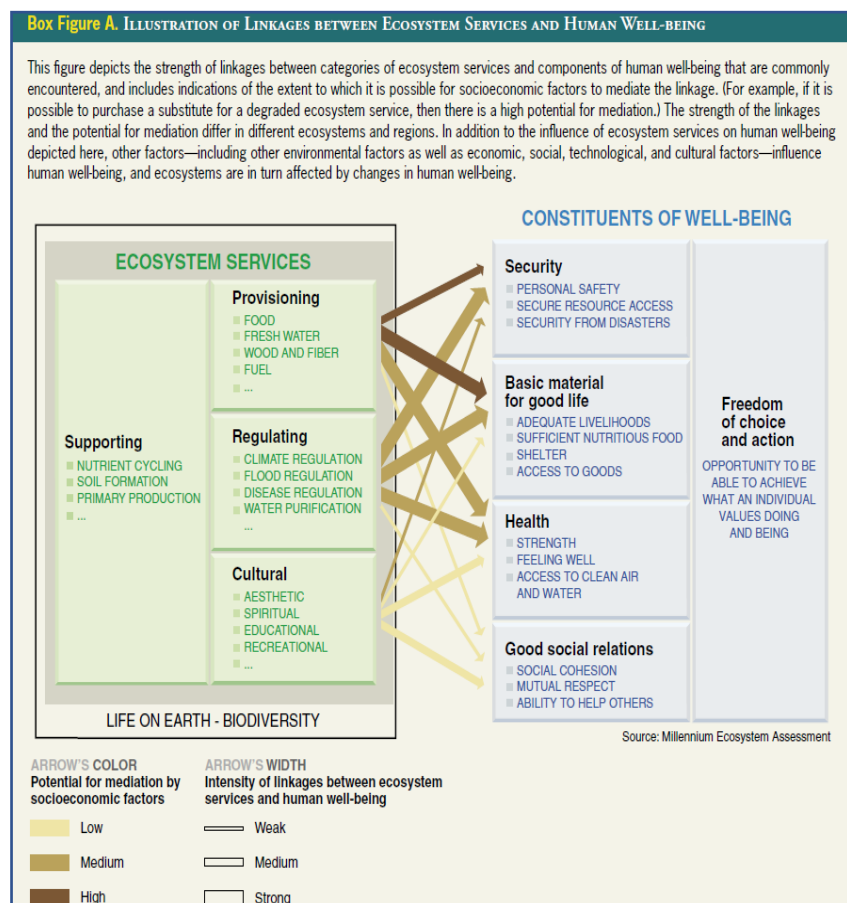 Box Figure A. ILLUSTRATION OF LINKAGES BETWEEN ECOSYSTEM SERVICES AND HUMAN WELL-BEING
This figure depicts the strength of linkages between categories of ecosystem services and components of human well-being that are commonly
encountered, and includes indications of the extent to which it is possible for socioeconomic factors to mediate the linkage. (For example, if it is
possible to purchase a substitute for a degraded ecosystem service, then there is a high potential for mediation.) The strength of the linkages
and the potential for mediation differ in different ecosystems and regions. In addition to the influence of ecosystem services on human well-being
depicted here, other factors—including other environmental factors as well as economic, social, technological, and cultural factors—influence
human well-being, and ecosystems are in turn affected by changes in human well-being.
ECOSYSTEM SERVICES
Supporting
NUTRIENT CYCLING
SOIL FORMATION
PRIMARY PRODUCTION
...
Provisioning
FOOD
FRESH WATER
WOOD AND FIBER
FUEL
...
Regulating
CLIMATE REGULATION
FLOOD REGULATION
DISEASE REGULATION
WATER PURIFICATION
...
Cultural
AESTHETIC
SPIRITUAL
EDUCATIONAL
RECREATIONAL
...
LIFE ON EARTH - BIODIVERSITY
CONSTITUENTS OF WELL-BEING
Security
PERSONAL SAFETY
SECURE RESOURCE ACCESS
SECURITY FROM DISASTERS
Basic material
for good life
ADEQUATE LIVELIHOODS
SUFFICIENT NUTRITIOUS FOOD
SHELTER
ACCESS TO GOODS
Health
STRENGTH
FEELING WELL
ACCESS TO CLEAN AIR
AND WATER
Good social relations
SOCIAL COHESION
MUTUAL RESPECT
ABILITY TO HELP OTHERS
Freedom
of choice
and action
OPPORTUNITY TO BE
ABLE TO ACHIEVE
WHAT AN INDIVIDUAL
VALUES DOING
AND BEING
Source: Millennium Ecosystem Assessment
ARROW'S COLOR
Potential for mediation by
socioeconomic factors
Low
Medium
High
ARROW'S WIDTH
Intensity of linkages between ecosystem
services and human well-being
Weak
Medium
Strong